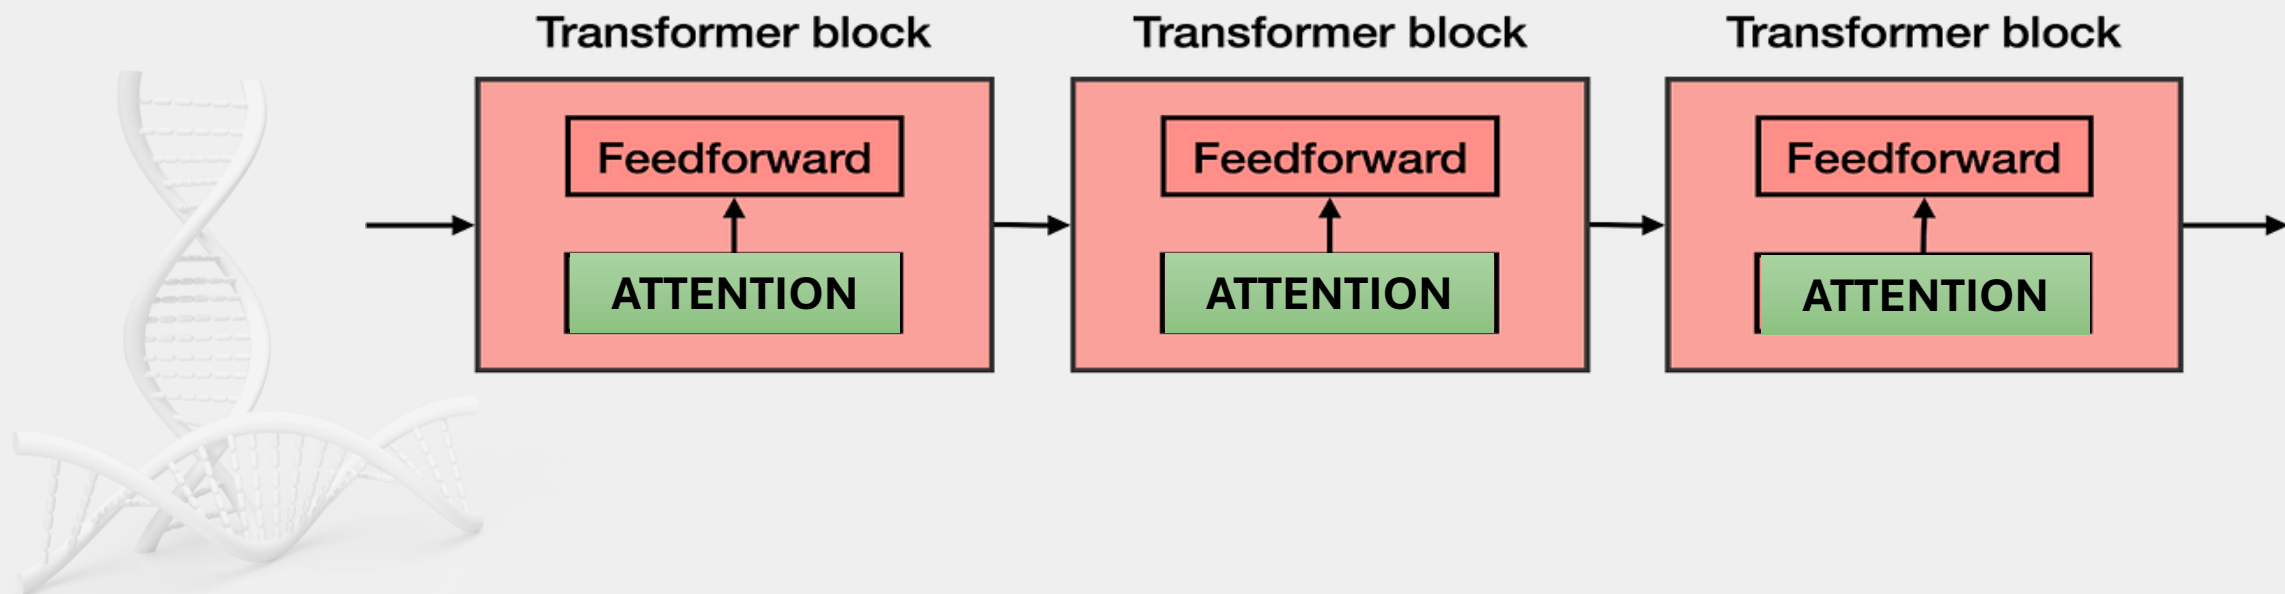 Transformer block
Feedforward
ATTENTION
Transformer block
Feedforward
ATTENTION
Transformer block
Feedforward
ATTENTION